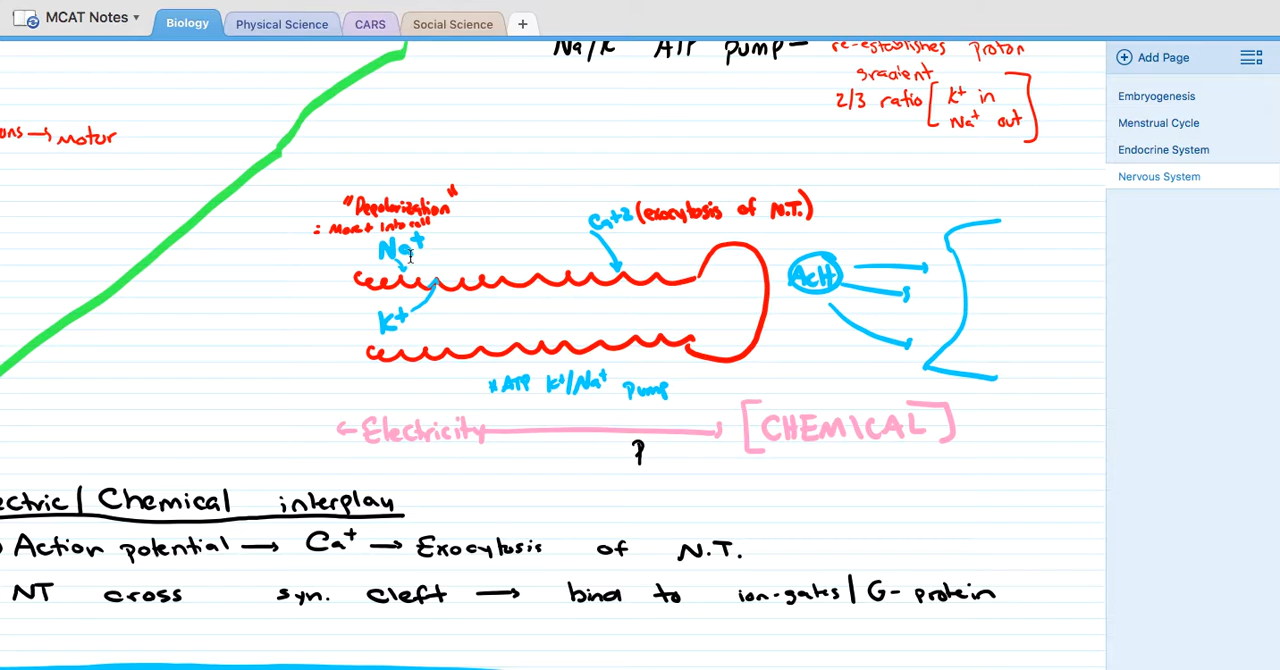 MCAT Notes
Biology
Physical Science
CARS
Social Science
+
Add Page
Embryogenesis
Menstrual Cycle
Endocrine System
Nervous System
Na/K ATP pump-
re-establishes proton
gradient
2/3 ratio [ K+ in
Na+ out ]
ons → motor
"Depolarization"
= More + into cell
Na+
K+
Ca+2 (exocytosis of N.T.)
AcH
*ATP K+/Na+ pump
← Electricity → [CHEMICAL]
ectric/Chemical interplay
Action potential → Ca+ → Exocytosis of N.T.
NT cross syn. cleft → bind to ion-gates/G-protein